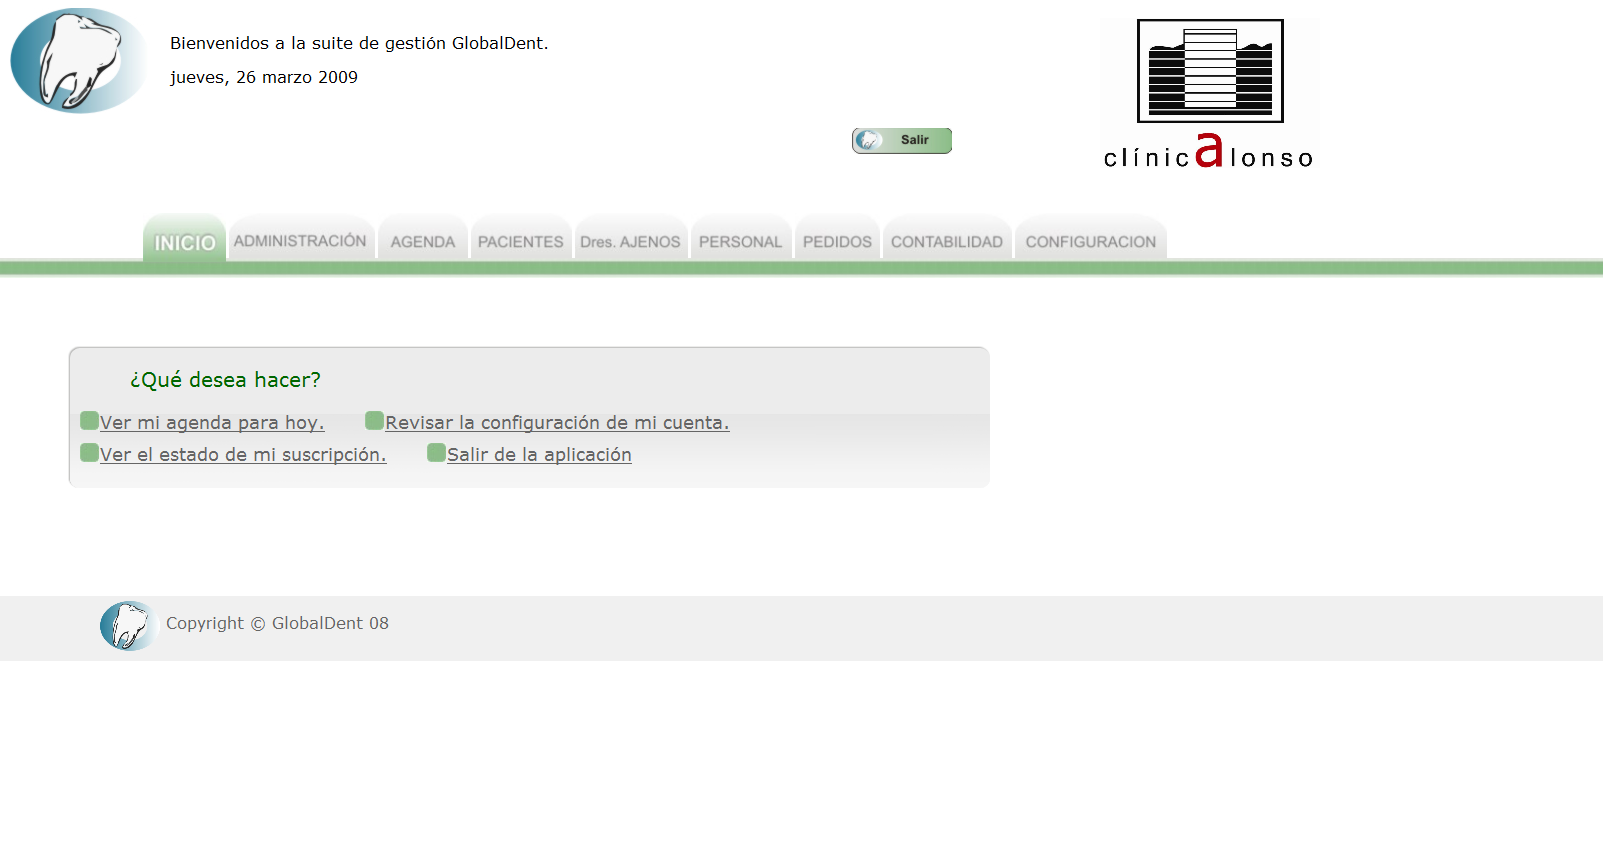 Bienvenidos a la suite de gestión GlobalDent.
jueves, 26 marzo 2009
Salir
clínicAlonso
INICIO ADMINISTRACIÓN AGENDA PACIENTES Dres. AJENOS PERSONAL PEDIDOS CONTABILIDAD CONFIGURACION
¿Qué desea hacer?
Ver mi agenda para hoy. Revisar la configuración de mi cuenta.
Ver el estado de mi suscripción. Salir de la aplicación
Copyright © GlobalDent 08